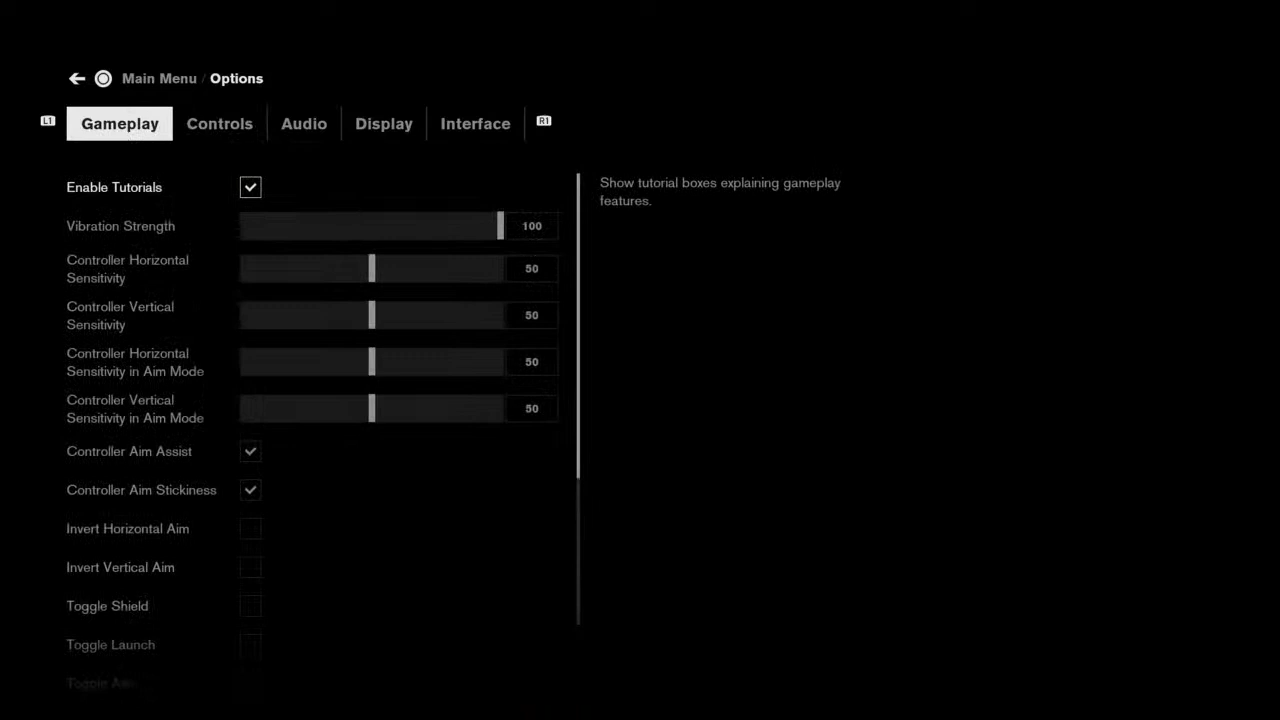 Main Menu / Options
L1 Gameplay Controls Audio Display Interface R1
Enable Tutorials
Show tutorial boxes explaining gameplay
features.
Vibration Strength 100
Controller Horizontal
Sensitivity
50
Controller Vertical
Sensitivity
50
Controller Horizontal
Sensitivity in Aim Mode
50
Controller Vertical
Sensitivity in Aim Mode
50
Controller Aim Assist
Controller Aim Stickiness
Invert Horizontal Aim
Invert Vertical Aim
Toggle Shield
Toggle Launch
Toggle